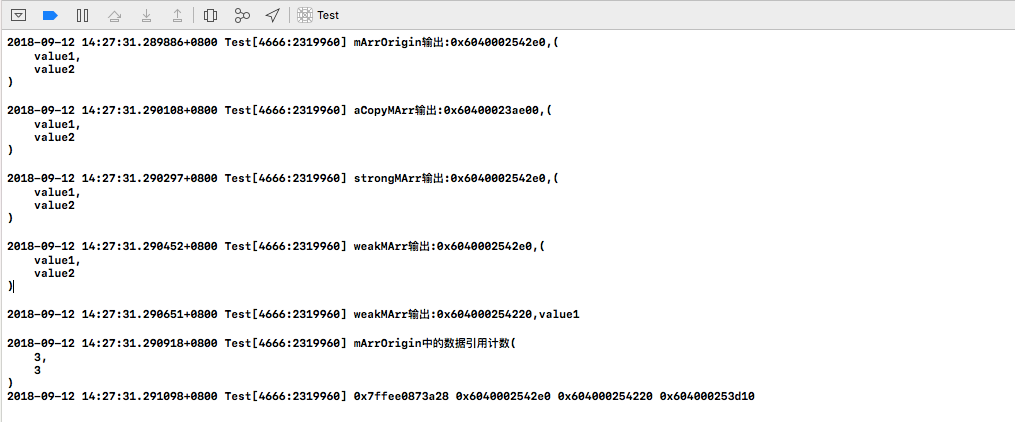 Test
2018-09-12 14:27:31.289886+0800 Test[4666:2319960] mArrOrigin输出:0x6040002542e0,(
value1,
value2
)
2018-09-12 14:27:31.290108+0800 Test[4666:2319960] aCopyMArr输出:0x60400023ae00,(
value1,
value2
)
2018-09-12 14:27:31.290297+0800 Test[4666:2319960] strongMArr输出:0x6040002542e0,(
value1,
value2
)
2018-09-12 14:27:31.290452+0800 Test[4666:2319960] weakMArr输出:0x6040002542e0,(
value1,
value2
)
2018-09-12 14:27:31.290651+0800 Test[4666:2319960] weakMArr输出:0x604000254220,value1
2018-09-12 14:27:31.290918+0800 Test[4666:2319960] mArrOrigin中的数据引用计数(
3,
3
)
2018-09-12 14:27:31.291098+0800 Test[4666:2319960] 0x7ffee0873a28 0x6040002542e0 0x604000254220 0x604000253d10